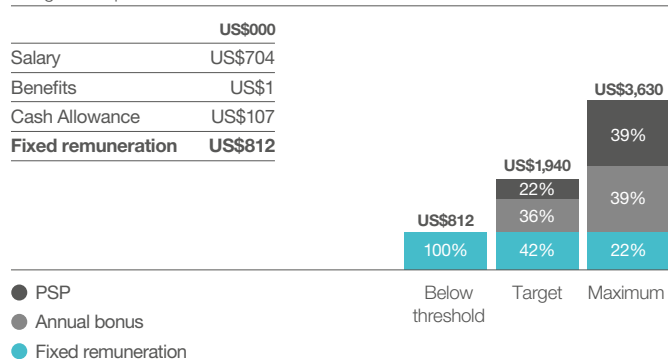 US$000
Salary US$704
Benefits US$1
Cash Allowance US$107
Fixed remuneration US$812
US$812
100%
Below threshold
US$1,940
22%
36%
42%
Target
US$3,630
39%
39%
22%
Maximum
PSP
Annual bonus
Fixed remuneration